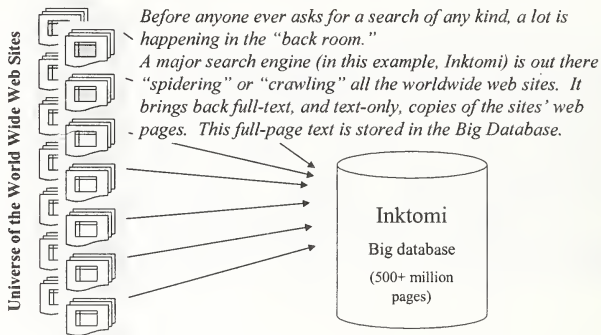 Universe of the World Wide Web Sites
Before anyone ever asks for a search of any kind, a lot is
happening in the “back room.”
A major search engine (in this example, Inktomi) is out there
“spidering” or “crawling” all the worldwide web sites.  It
brings back full-text, and text-only, copies of the sites’ web
pages.  This full-page text is stored in the Big Database.
Inktomi
Big database
(500+ million
pages)